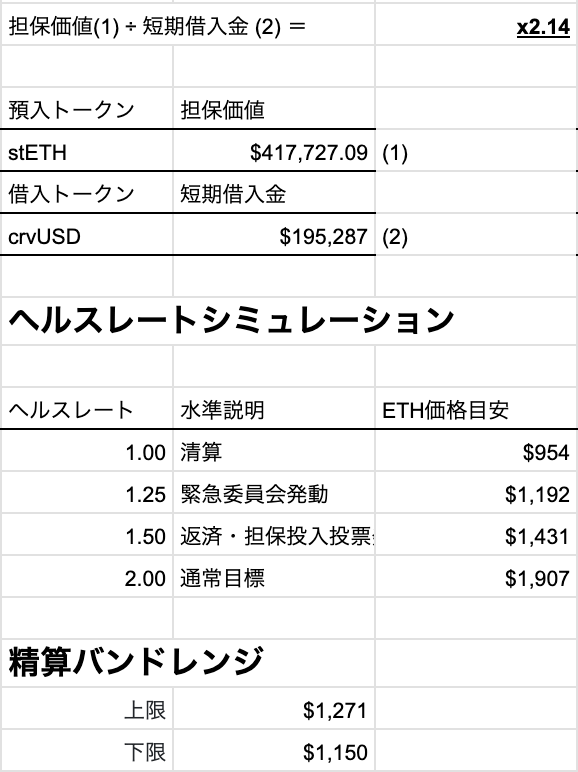 担保価値(1) ÷ 短期借入金 (2) ＝ x2.14
預入トークン 担保価値
stETH $417,727.09 (1)
借入トークン 短期借入金
crvUSD $195,287 (2)
ヘルスレートシミュレーション
ヘルスレート 水準説明 ETH価格目安
1.00 清算 $954
1.25 緊急委員会発動 $1,192
1.50 返済・担保投入投票 $1,431
2.00 通常目標 $1,907
精算バンドレンジ
上限 $1,271
下限 $1,150